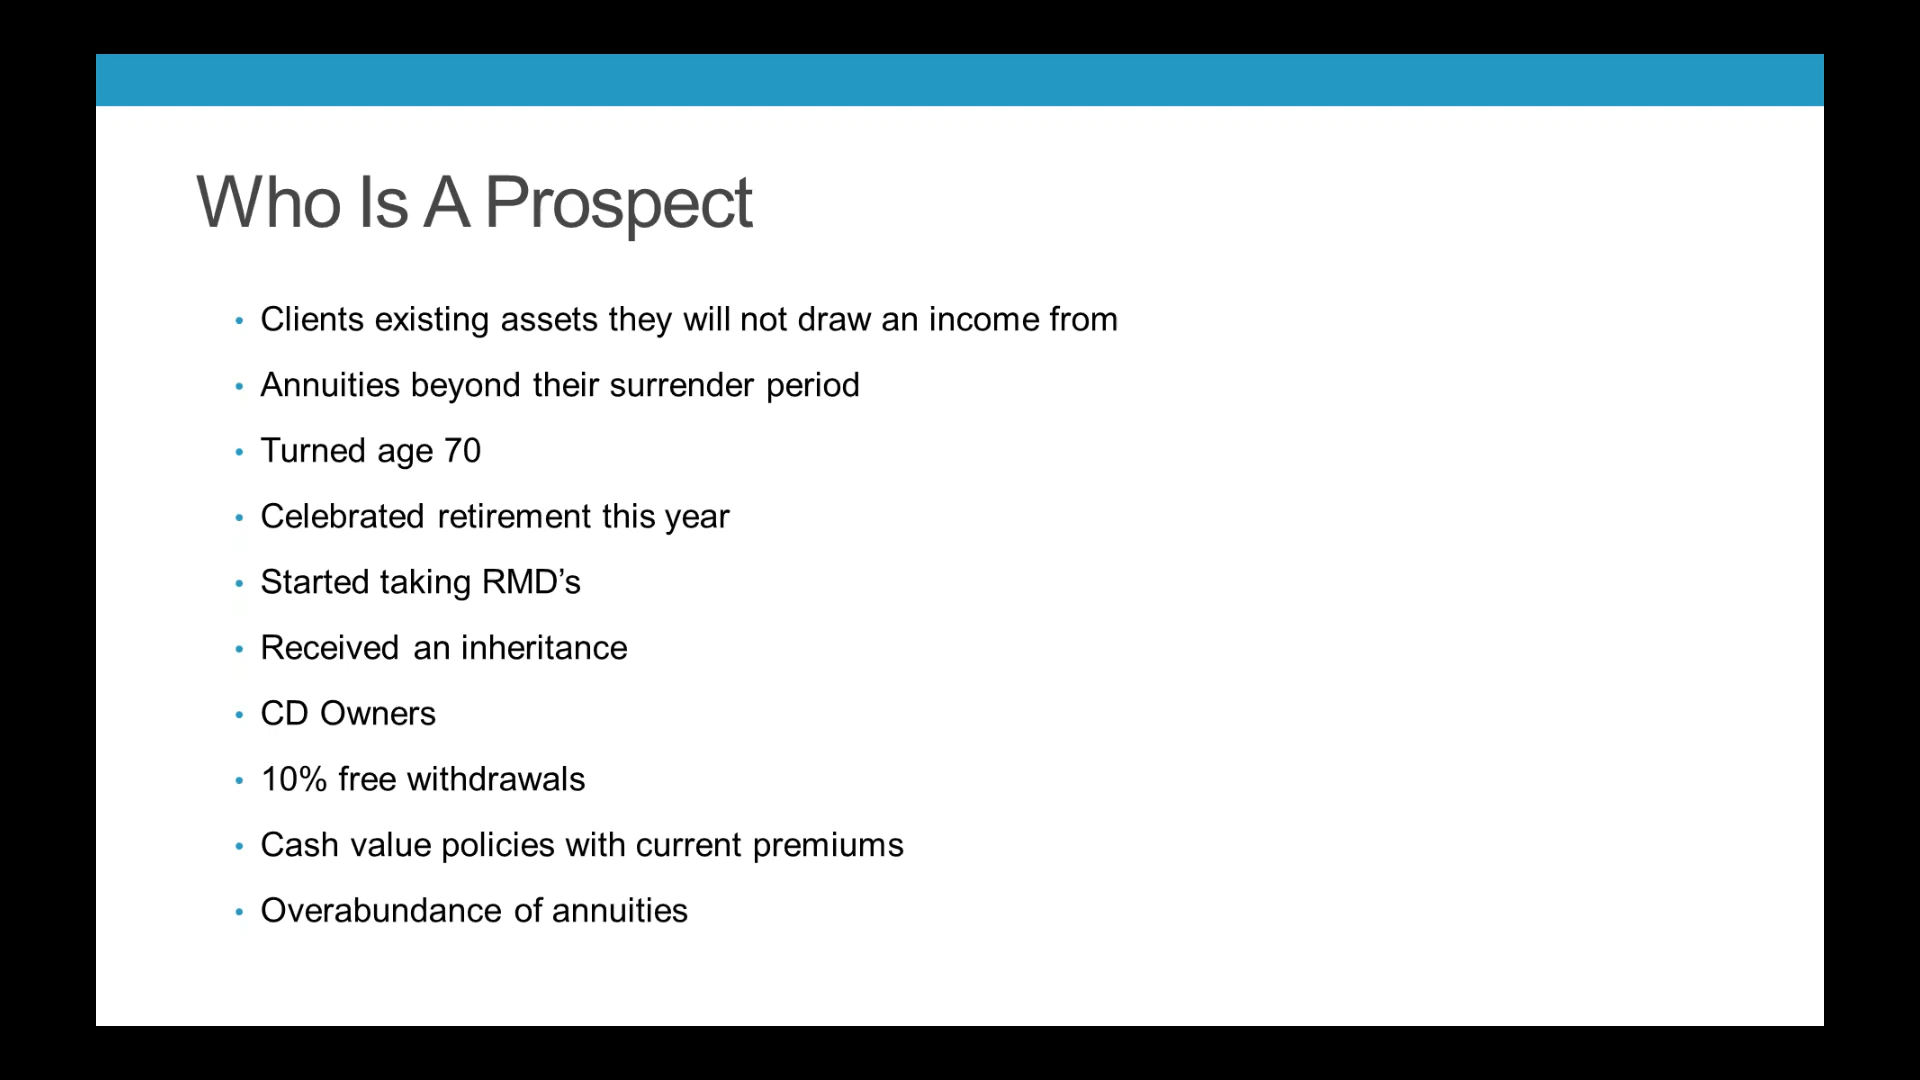 Who Is A Prospect
• Clients existing assets they will not draw an income from
• Annuities beyond their surrender period
• Turned age 70
• Celebrated retirement this year
• Started taking RMD’s
• Received an inheritance
• CD Owners
• 10% free withdrawals
• Cash value policies with current premiums
• Overabundance of annuities